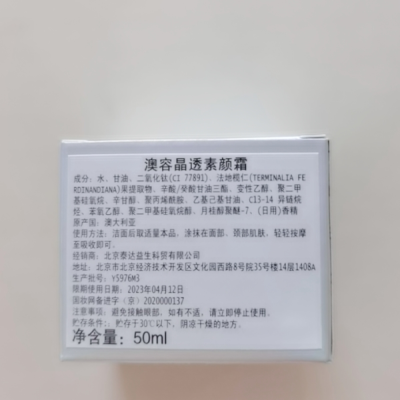 澳容晶透素颜霜
成分：水、甘油、二氧化钛(CI 77891)、法地榄仁(TERMINALIA FE
RDINANDIANA)果提取物、辛酸/癸酸甘油三酯、变性乙醇、聚二甲
基硅氧烷、辛甘醇、聚丙烯酰胺、乙基己基甘油、C13-14 异链烷
烃、苯氧乙醇、聚二甲基硅氧烷醇、月桂醇聚醚-7、(日用)香精
原产国：澳大利亚
使用方法：洁面后取适量本品，涂抹在面部、颈部肌肤，轻轻按摩
至吸收即可。
经销商：北京泰达益生科贸有限公司
地址：北京市北京经济技术开发区文化园西路8号院35号楼14层1408A
生产批号：Y5976M3
限期使用日期：2023年04月12日
国妆网备进字（京）2020000137
注意事项：避免接触眼部，如有不适，请立即停止使用。
贮存条件：贮存于30℃以下，阴凉干燥的地方。
净含量：50ml